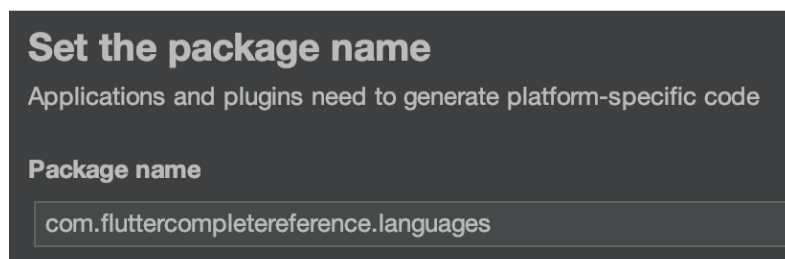 Set the package name
Applications and plugins need to generate platform-specific code
Package name
com.fluttercompletereference.languages